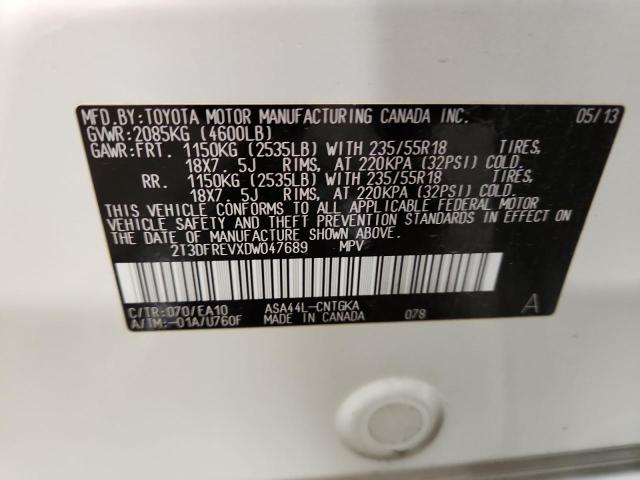 MFD.BY:TOYOTA MOTOR MANUFACTURING CANADA INC. 05/13
GVWR:2085KG (4600LB)
GAWR:FRT. 1150KG (2535LB) WITH 235/55R18 TIRES,
18X7. 5J RIMS, AT 220KPA (32PSI) COLD.
RR. 1150KG (2535LB) WITH 235/55R18 TIRES,
18X7. 5J RIMS, AT 220KPA (32PSI) COLD.
THIS VEHICLE CONFORMS TO ALL APPLICABLE FEDERAL MOTOR
VEHICLE SAFETY AND THEFT PREVENTION STANDARDS IN EFFECT ON
THE DATE OF MANUFACTURE SHOWN ABOVE.
2T3DFREVXDW047689 MPV
C/TR:070/EA10 ASA44L-CNTGKA A
A/TM:-01A/U760F MADE IN CANADA 078